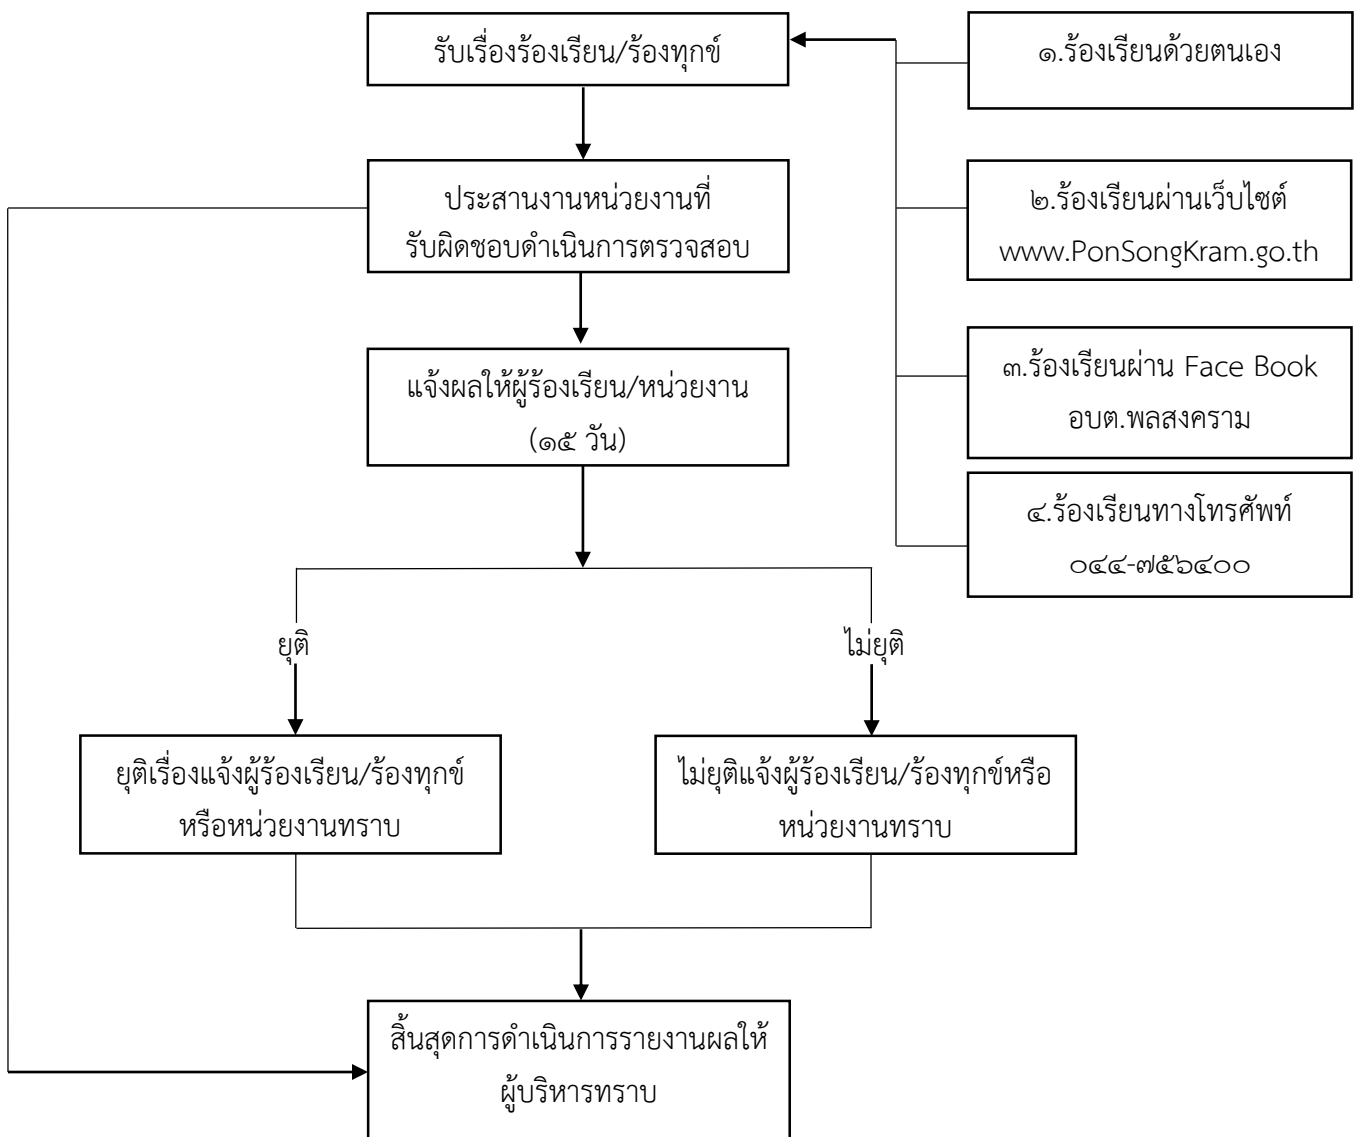 รับเรื่องร้องเรียน/ร้องทุกข์
๑.ร้องเรียนด้วยตนเอง
ประสานงานหน่วยงานที่
รับผิดชอบดำเนินการตรวจสอบ
๒.ร้องเรียนผ่านเว็บไซต์
www.PonSongKram.go.th
แจ้งผลให้ผู้ร้องเรียน/หน่วยงาน
(๑๕ วัน)
๓.ร้องเรียนผ่าน Face Book
อบต.พลสงคราม
๔.ร้องเรียนทางโทรศัพท์
๐๔๔-๗๕๖๔๐๐
ยุติ
ไม่ยุติ
ยุติเรื่องแจ้งผู้ร้องเรียน/ร้องทุกข์
หรือหน่วยงานทราบ
ไม่ยุติแจ้งผู้ร้องเรียน/ร้องทุกข์หรือ
หน่วยงานทราบ
สิ้นสุดการดำเนินการรายงานผลให้
ผู้บริหารทราบ